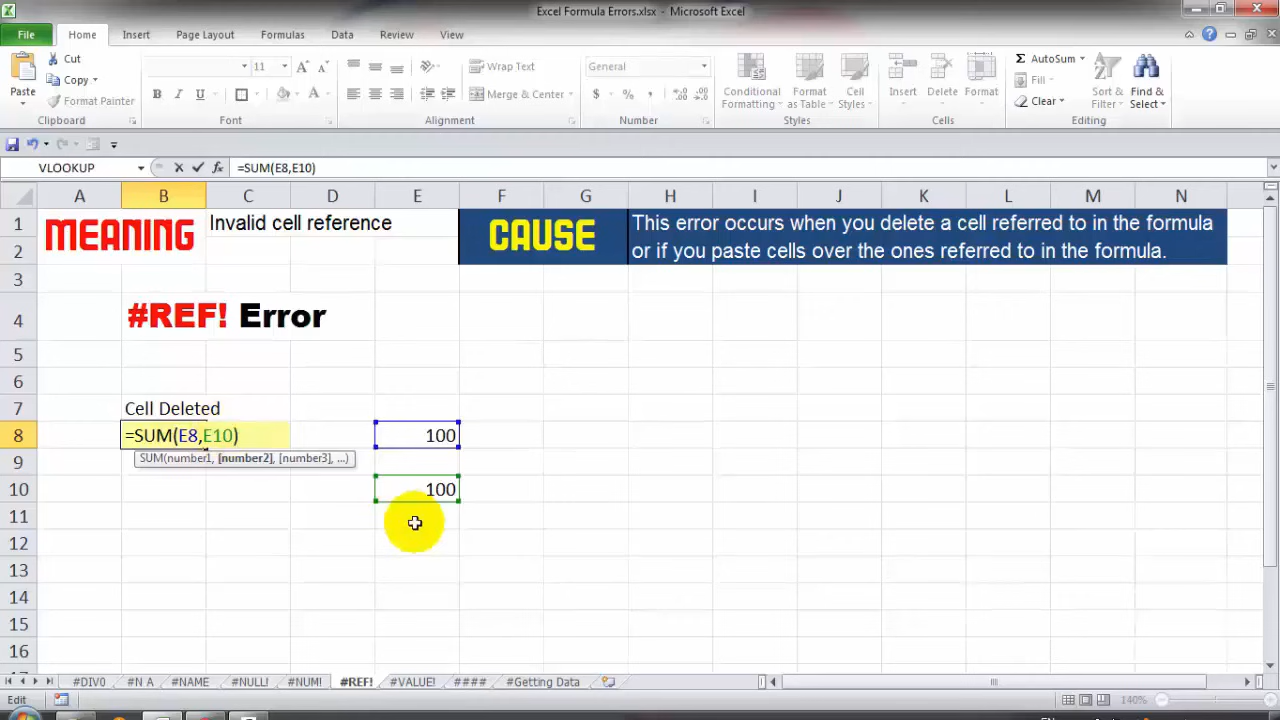 Excel Formula Errors.xlsx - Microsoft Excel
File Home Insert Page Layout Formulas Data Review View
Paste Cut Copy Format Painter
11 A A B I U A
Wrap Text Merge & Center
General $ % ,
Conditional Formatting Format as Table Cell Styles
Insert Delete Format
Σ AutoSum Fill Clear Sort & Filter Find & Select
Clipboard Font Alignment Number Styles Cells Editing
VLOOKUP fx =SUM(E8,E10)
A B C D E F G H I J K L M N
1 MEANING Invalid cell reference CAUSE This error occurs when you delete a cell referred to in the formula
2 or if you paste cells over the ones referred to in the formula.
3
4 #REF! Error
5
6
7 Cell Deleted
8 =SUM(E8,E10) 100
9 SUM(number1, [number2], [number3], ...)
10 100
11
12
13
14
15
16
#DIV0 #N A #NAME #NULL! #NUM! #REF! #VALUE! #### #Getting Data
Edit 140%